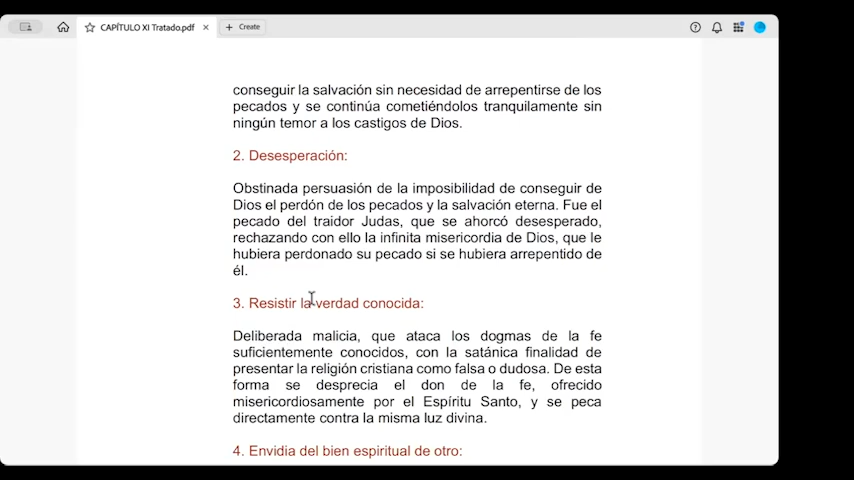 CAPÍTULO XI Tratado.pdf
Create
conseguir la salvación sin necesidad de arrepentirse de los
pecados y se continúa cometiéndolos tranquilamente sin
ningún temor a los castigos de Dios.
2. Desesperación:
Obstinada persuasión de la imposibilidad de conseguir de
Dios el perdón de los pecados y la salvación eterna. Fue el
pecado del traidor Judas, que se ahorcó desesperado,
rechazando con ello la infinita misericordia de Dios, que le
hubiera perdonado su pecado si se hubiera arrepentido de
él.
3. Resistir la verdad conocida:
Deliberada malicia, que ataca los dogmas de la fe
suficientemente conocidos, con la satánica finalidad de
presentar la religión cristiana como falsa o dudosa. De esta
forma se desprecia el don de la fe, ofrecido
misericordiosamente por el Espíritu Santo, y se peca
directamente contra la misma luz divina.
4. Envidia del bien espiritual de otro: